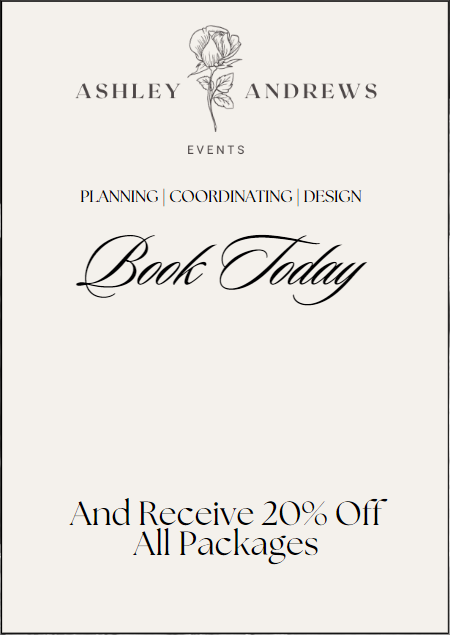 ASHLEY ANDREWS
EVENTS
PLANNING | COORDINATING | DESIGN
Book Today
And Receive 20% Off
All Packages